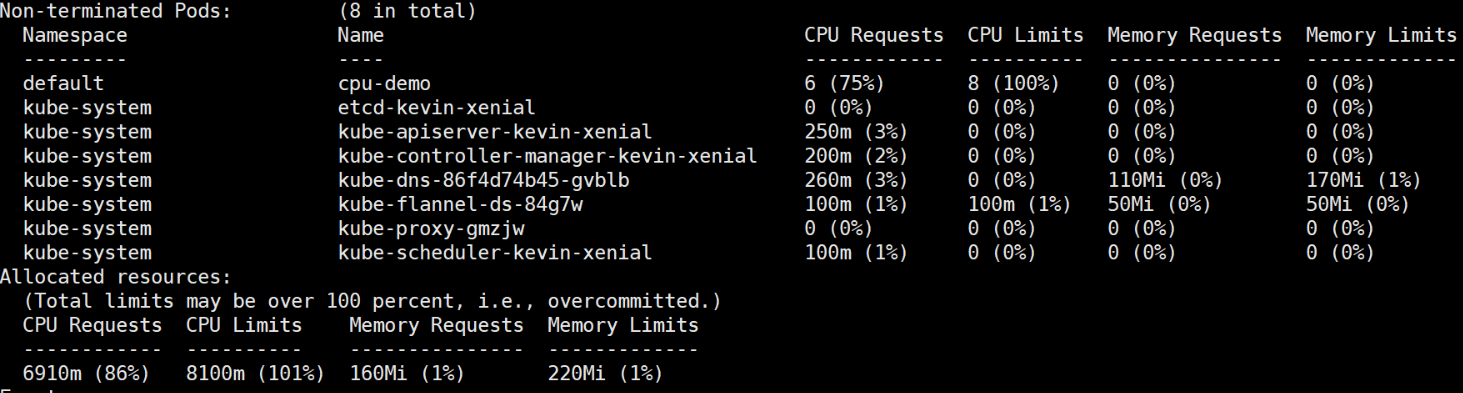 Non-terminated Pods:         (8 in total)
  Namespace                  Name                                    CPU Requests  CPU Limits  Memory Requests  Memory Limits
  ---------                  ----                                    ------------  ----------  ---------------  -------------
  default                    cpu-demo                                6 (75%)       8 (100%)    0 (0%)           0 (0%)
  kube-system                etcd-kevin-xenial                       0 (0%)        0 (0%)      0 (0%)           0 (0%)
  kube-system                kube-apiserver-kevin-xenial             250m (3%)     0 (0%)      0 (0%)           0 (0%)
  kube-system                kube-controller-manager-kevin-xenial    200m (2%)     0 (0%)      0 (0%)           0 (0%)
  kube-system                kube-dns-86f4d74b45-gvblb               260m (3%)     0 (0%)      110Mi (0%)       170Mi (1%)
  kube-system                kube-flannel-ds-84g7w                   100m (1%)     100m (1%)   50Mi (0%)        50Mi (0%)
  kube-system                kube-proxy-gmzjw                        0 (0%)        0 (0%)      0 (0%)           0 (0%)
  kube-system                kube-scheduler-kevin-xenial             100m (1%)     0 (0%)      0 (0%)           0 (0%)
Allocated resources:
  (Total limits may be over 100 percent, i.e., overcommitted.)
  CPU Requests  CPU Limits    Memory Requests  Memory Limits
  ------------  ----------    ---------------  -------------
  6910m (86%)   8100m (101%)  160Mi (1%)       220Mi (1%)